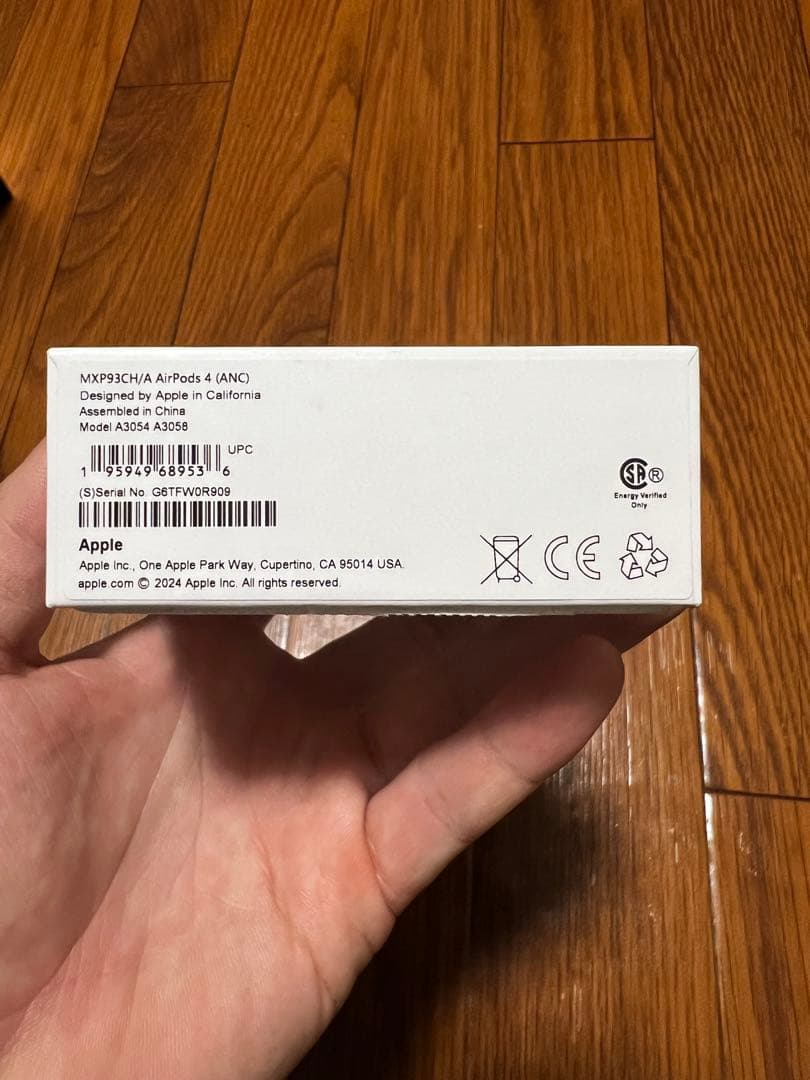 MXP93CH/A AirPods 4 (ANC)
Designed by Apple in California
Assembled in China
Model A3054 A3058
UPC
1 95949 68953 6
(S)Serial No. G6TFW0R909
Apple
Apple Inc., One Apple Park Way, Cupertino, CA 95014 USA.
apple.com © 2024 Apple Inc. All rights reserved.
SA ®
Energy Verified
Only
CE